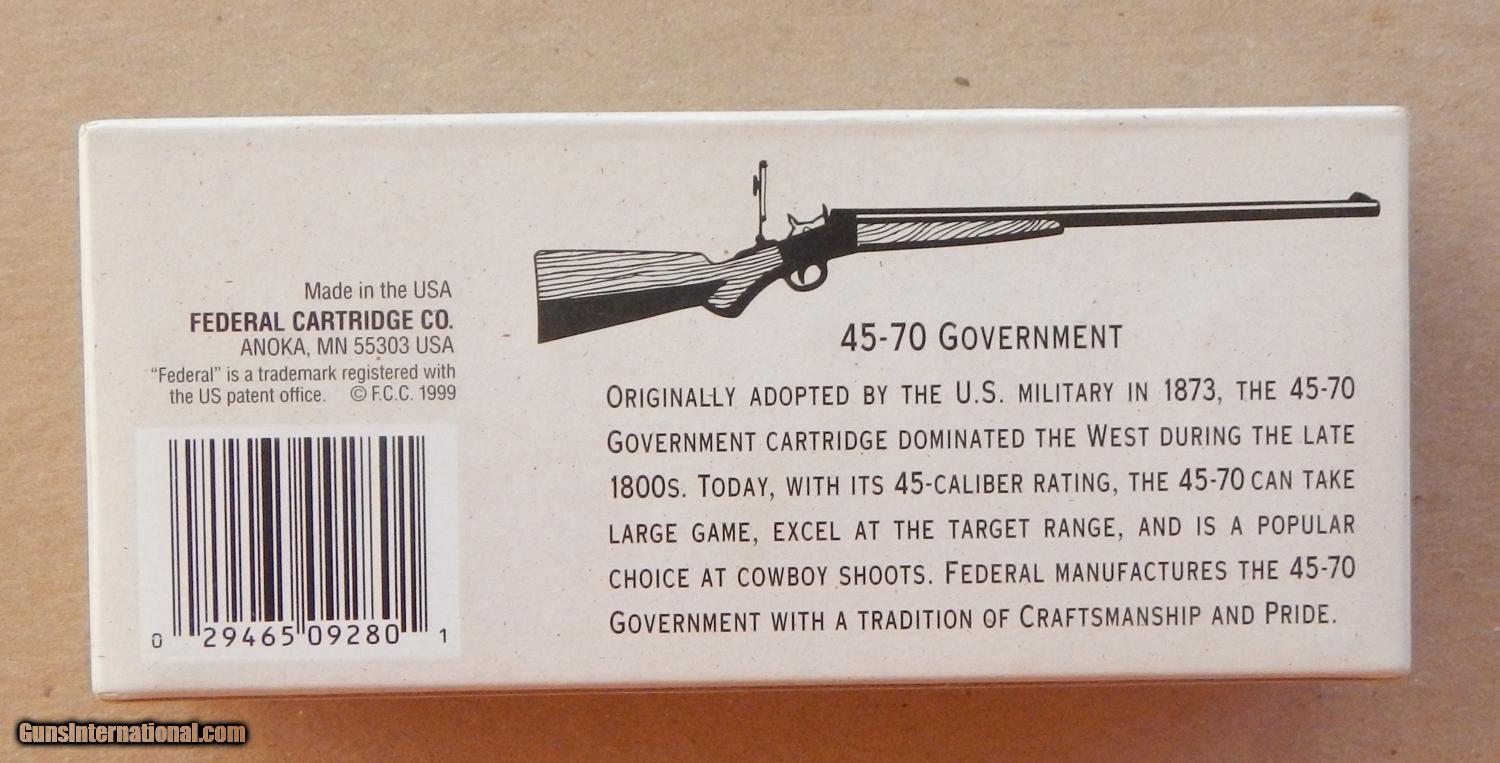 Made in the USA
FEDERAL CARTRIDGE CO.
ANOKA, MN 55303 USA
"Federal" is a trademark registered with
the US patent office. © F.C.C. 1999
0 29465 09280 1
45-70 GOVERNMENT
ORIGINALLY ADOPTED BY THE U.S. MILITARY IN 1873, THE 45-70
GOVERNMENT CARTRIDGE DOMINATED THE WEST DURING THE LATE
1800S. TODAY, WITH ITS 45-CALIBER RATING, THE 45-70 CAN TAKE
LARGE GAME, EXCEL AT THE TARGET RANGE, AND IS A POPULAR
CHOICE AT COWBOY SHOOTS. FEDERAL MANUFACTURES THE 45-70
GOVERNMENT WITH A TRADITION OF CRAFTSMANSHIP AND PRIDE.
GunsInternational.com